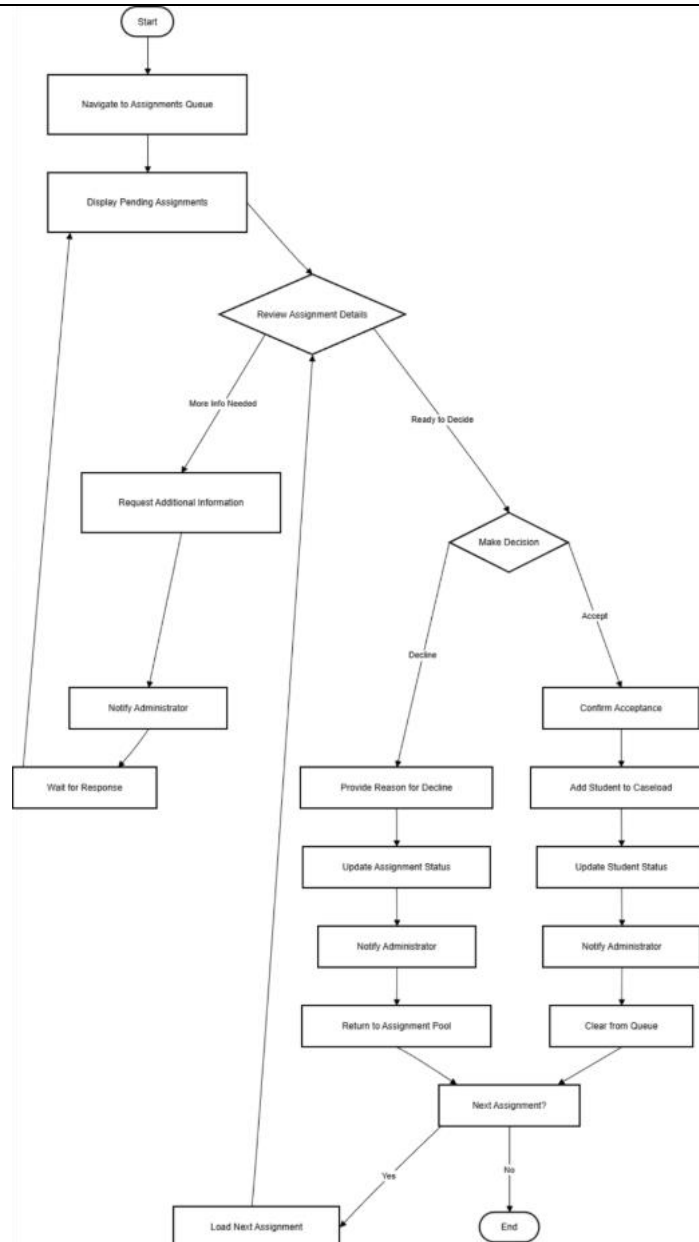 Start
Navigate to Assignments Queue
Display Pending Assignments
Review Assignment Details
More Info Needed
Ready to Decide
Request Additional Information
Make Decision
Accept
Decline
Notify Administrator
Confirm Acceptance
Wait for Response
Provide Reason for Decline
Add Student to Caseload
Update Assignment Status
Update Student Status
Notify Administrator
Notify Administrator
Return to Assignment Pool
Clear from Queue
Next Assignment?
Yes
No
Load Next Assignment
End